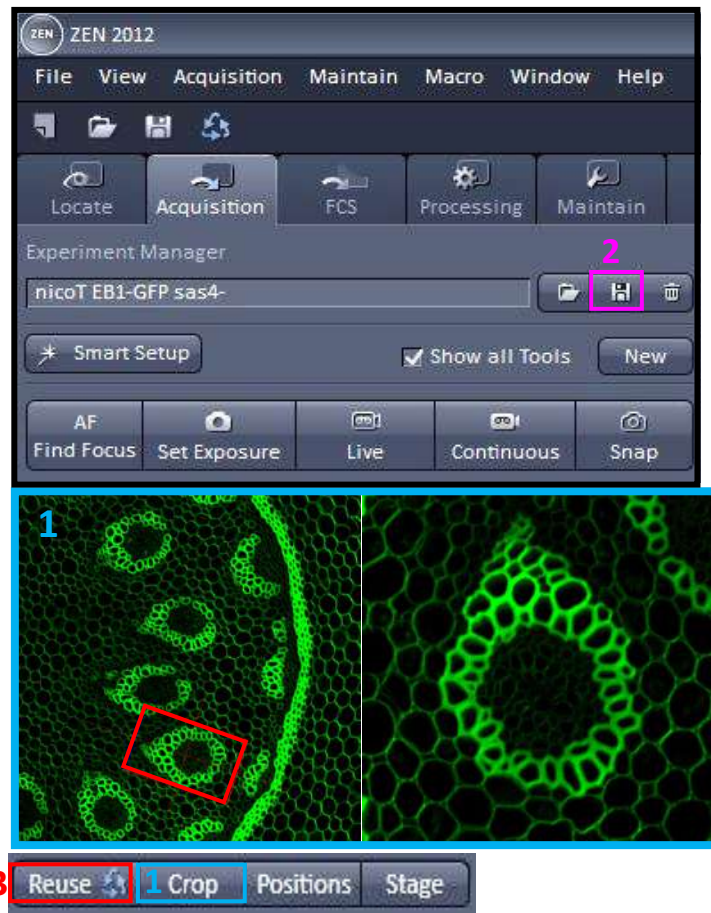 ZEN ZEN 2012
File View Acquisition Maintain Macro Window Help
Locate Acquisition FCS Processing Maintain
Experiment Manager
2
nicoT EB1-GFP sas4-
Smart Setup Show all Tools New
AF
Find Focus Set Exposure Live Continuous Snap
1
3 Reuse 1 Crop Positions Stage